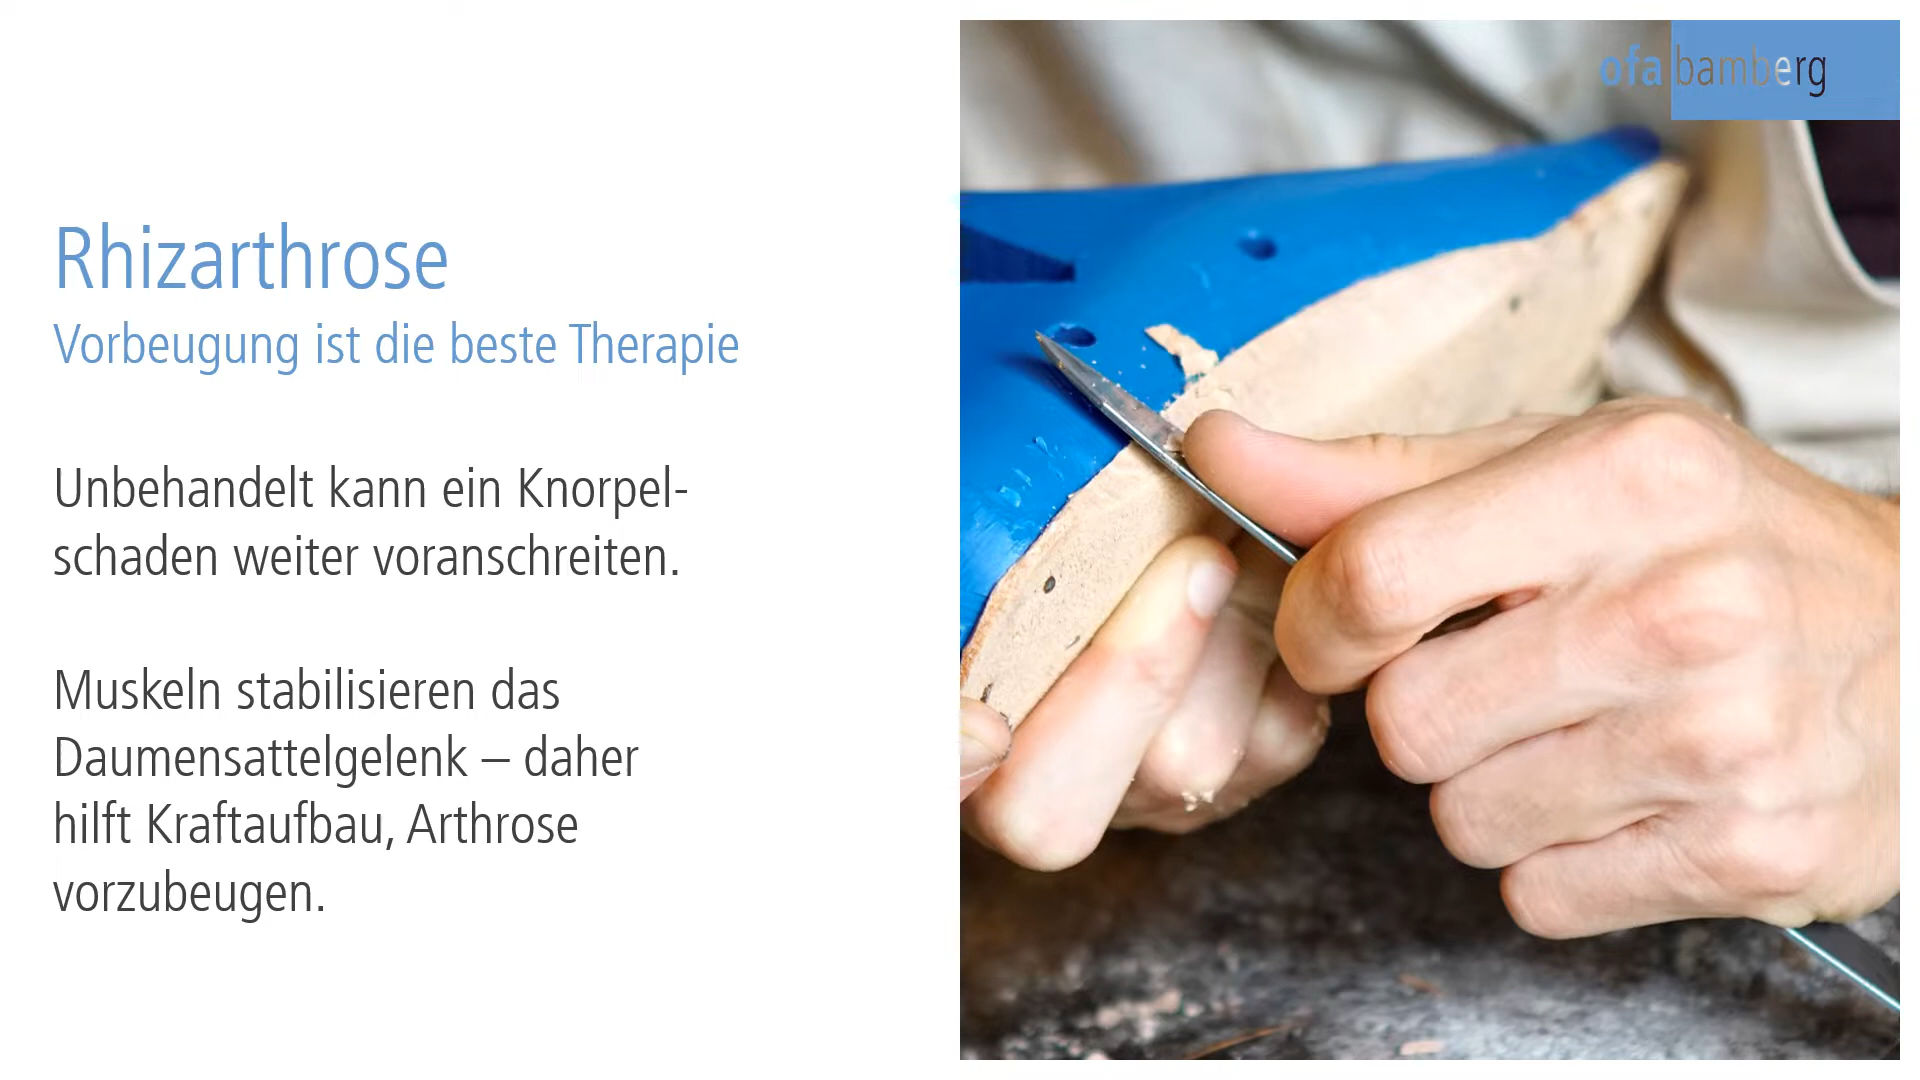 ofa bamberg
Rhizarthrose
Vorbeugung ist die beste Therapie
Unbehandelt kann ein Knorpel-
schaden weiter voranschreiten.
Muskeln stabilisieren das
Daumensattelgelenk – daher
hilft Kraftaufbau, Arthrose
vorzubeugen.